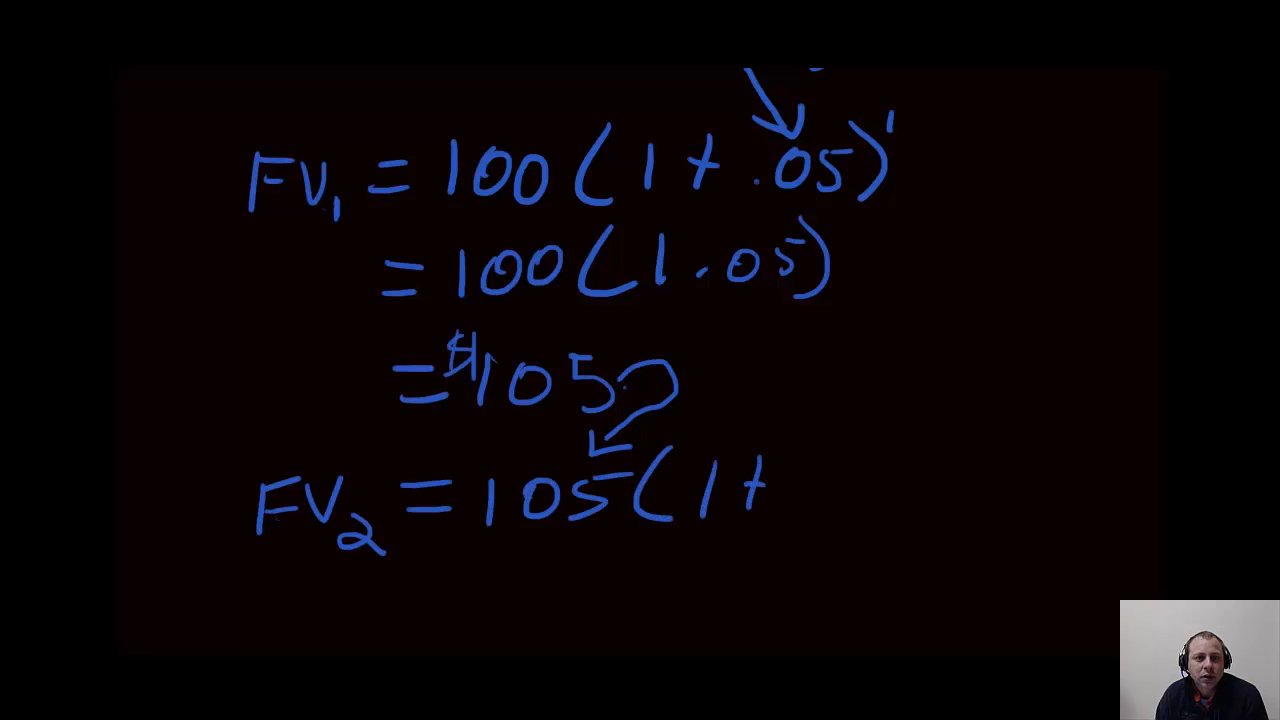 FV₁ = 100 (1 + .05)¹
= 100 (1.05)
= $105
FV₂ = 105 (1 +